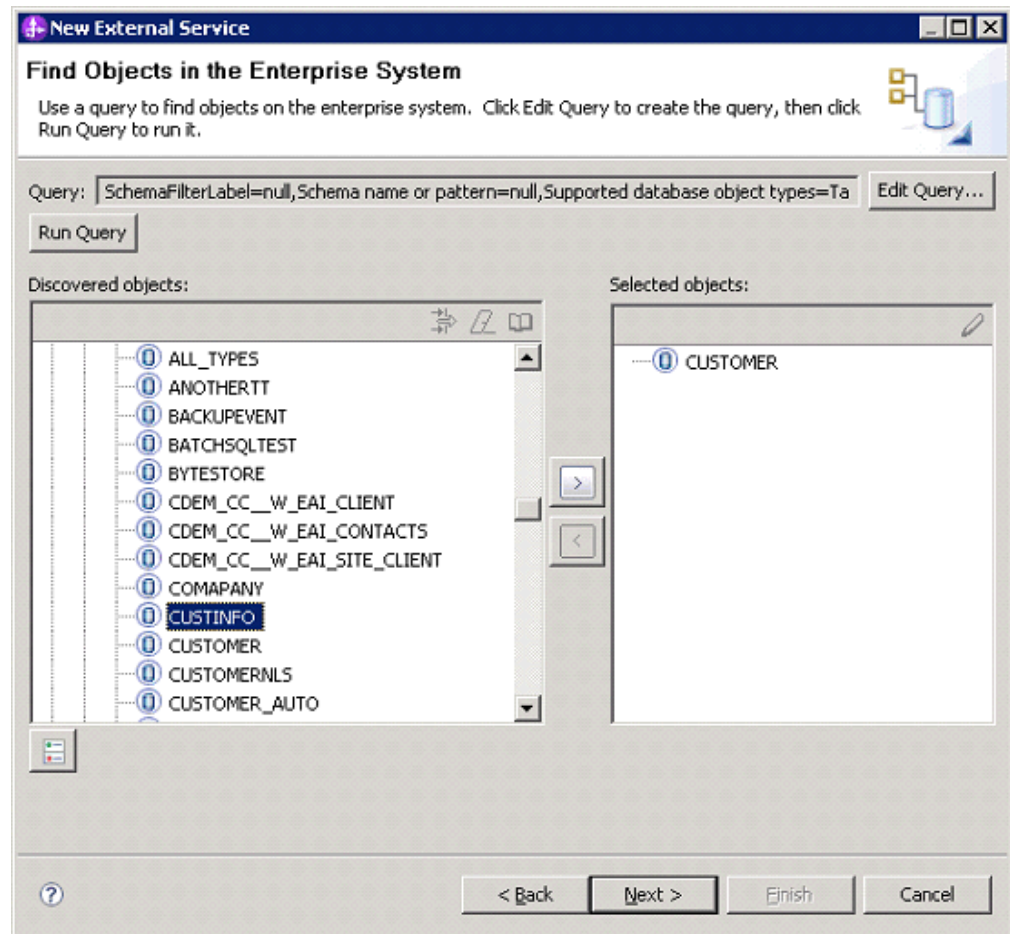 New External Service
Find Objects in the Enterprise System
Use a query to find objects on the enterprise system. Click Edit Query to create the query, then click
Run Query to run it.
Query: SchemaFilterLabel=null,Schema name or pattern=null,Supported database object types=Ta Edit Query...
Run Query
Discovered objects: Selected objects:
ALL_TYPES CUSTOMER
ANOTHERTT
BACKUPEVENT
BATCHSQLTEST
BYTESTORE
CDEM_CC__W_EAI_CLIENT
CDEM_CC__W_EAI_CONTACTS
CDEM_CC__W_EAI_SITE_CLIENT
COMAPANY
CUSTINFO
CUSTOMER
CUSTOMERNLS
CUSTOMER_AUTO
? < Back Next > Finish Cancel